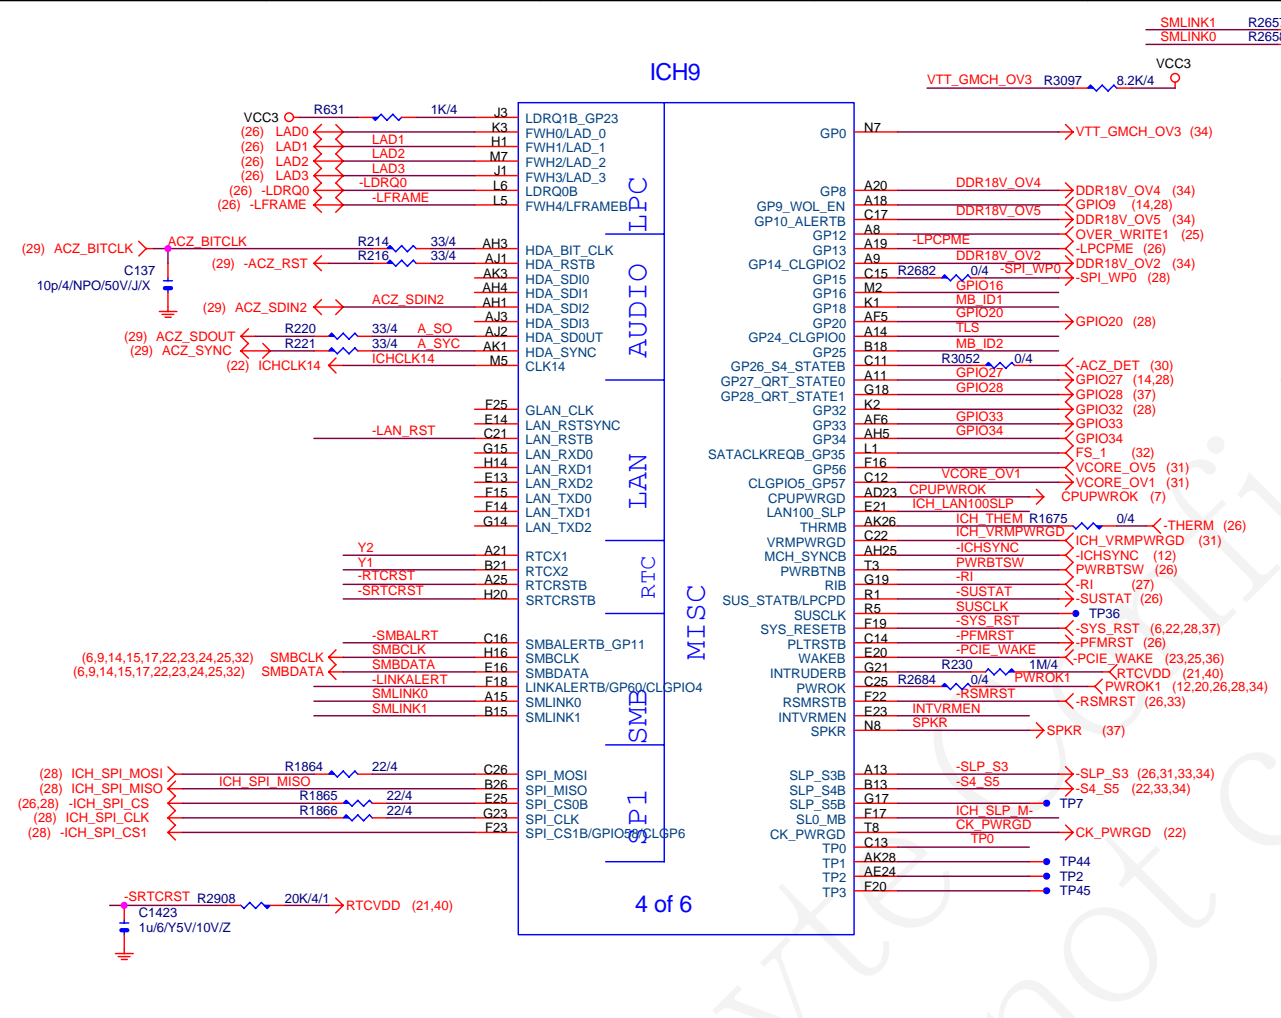 SMLINK1 R2657
SMLINK0 R2658
ICH9
VCC3
VTT_GMCH_OV3 R3097 8.2K/4
VCC3 R631 1K/4 J3 LDRQ1B_GP23
(26) LAD0 K3 FWH0/LAD_0
(26) LAD1 LAD1 H1 FWH1/LAD_1
(26) LAD2 LAD2 M7 FWH2/LAD_2
(26) LAD3 LAD3 J1 FWH3/LAD_3
(26) -LDRQ0 -LDRQ0 L6 LDRQ0B
(26) -LFRAME -LFRAME L5 FWH4/LFRAMEB
LPC
(29) ACZ_BITCLK ACZ_BITCLK R214 33/4 AH3 HDA_BIT_CLK
(29) -ACZ_RST R216 33/4 AJ1 HDA_RSTB
C137
10p/4/NPO/50V/J/X
AK3 HDA_SDI0
AH4 HDA_SDI1
(29) ACZ_SDIN2 ACZ_SDIN2 AH1 HDA_SDI2
AJ3 HDA_SDI3
(29) ACZ_SDOUT R220 33/4 A_SO AJ2 HDA_SD0UT
(29) ACZ_SYNC R221 33/4 A_SYC AK1 HDA_SYNC
(22) ICHCLK14 ICHCLK14 M5 CLK14
AUDIO
F25 GLAN_CLK
E14 LAN_RSTSYNC
-LAN_RST C21 LAN_RSTB
G15 LAN_RXD0
H14 LAN_RXD1
E13 LAN_RXD2
F15 LAN_TXD0
F14 LAN_TXD1
G14 LAN_TXD2
LAN
Y2 A21 RTCX1
Y1 B21 RTCX2
-RTCRST A25 RTCRSTB
-SRTCRST H20 SRTCRSTB
RTC
MISC
-SMBALRT C16 SMBALERTB_GP11
(6,9,14,15,17,22,23,24,25,32) SMBCLK SMBCLK H16 SMBCLK
(6,9,14,15,17,22,23,24,25,32) SMBDATA SMBDATA E16 SMBDATA
-LINKALERT F18 LINKALERTB/GP60/CLGPIO4
SMLINK0 A15 SMLINK0
SMLINK1 B15 SMLINK1
SMB
(28) ICH_SPI_MOSI R1864 22/4 C26 SPI_MOSI
(28) ICH_SPI_MISO ICH_SPI_MISO B26 SPI_MISO
(26,28) -ICH_SPI_CS R1865 22/4 E25 SPI_CS0B
(28) ICH_SPI_CLK R1866 22/4 G23 SPI_CLK
(28) -ICH_SPI_CS1 F23 SPI_CS1B/GPIO58/CLGP6
SP1
-SRTCRST R2908 20K/4/1 RTCVDD (21,40)
C1423
1u/6/Y5V/10V/Z
4 of 6
GP0 N7 VTT_GMCH_OV3 (34)
GP8 A20 DDR18V_OV4 DDR18V_OV4 (34)
GP9_WOL_EN A18 GPIO9 (14,28)
GP10_ALERTB C17 DDR18V_OV5 DDR18V_OV5 (34)
GP12 A8 OVER_WRITE1 (25)
GP13 A19 -LPCPME -LPCPME (26)
GP14_CLGPIO2 A9 DDR18V_OV2 DDR18V_OV2 (34)
GP15 C15 R2682 0/4 -SPI_WP0 -SPI_WP0 (28)
GP16 M2 GPIO16
GP18 K1 MB_ID1
GP20 AF5 GPIO20 GPIO20 (28)
GP24_CLGPIO0 A14 TLS
GP25 B18 MB_ID2
GP26_S4_STATEB C11 R3052 0/4 -ACZ_DET (30)
GP27_QRT_STATE0 A11 GPIO27 GPIO27 (14,28)
GP28_QRT_STATE1 G18 GPIO28 GPIO28 (37)
GP32 K2 GPIO32 (28)
GP33 AF6 GPIO33 GPIO33
GP34 AH5 GPIO34 GPIO34
SATACLKREQB_GP35 L1 FS_1 (32)
GP56 F16 VCORE_OV5 (31)
CLGPIO5_GP57 C12 VCORE_OV1 VCORE_OV1 (31)
CPUPWRGD AD23 CPUPWROK CPUPWROK (7)
LAN100_SLP E21 ICH_LAN100SLP
THRMB AK26 ICH_THEM R1675 0/4 -THERM (26)
VRMPWRGD C22 ICH_VRMPWRGD ICH_VRMPWRGD (31)
MCH_SYNCB AH25 -ICHSYNC -ICHSYNC (12)
PWRBTNB T3 PWRBTSW PWRBTSW (26)
RIB G19 -RI -RI (27)
SUS_STATB/LPCPD R1 -SUSTAT -SUSTAT (26)
SUSCLK R5 SUSCLK TP36
SYS_RESETB F19 -SYS_RST -SYS_RST (6,22,28,37)
PLTRSTB C14 -PFMRST -PFMRST (26)
WAKEB E20 -PCIE_WAKE -PCIE_WAKE (23,25,36)
INTRUDERB G21 R230 1M/4 RTCVDD (21,40)
PWROK C25 R2684 0/4 PWROK1 PWROK1 (12,20,26,28,34)
RSMRSTB F22 -RSMRST -RSMRST (26,33)
INTVRMEN F23 INTVRMEN
SPKR N8 SPKR SPKR (37)
SLP_S3B A13 -SLP_S3 -SLP_S3 (26,31,33,34)
SLP_S4B B13 -S4_S5 -S4_S5 (22,33,34)
SLP_S5B G17 TP7
SL0_MB F17 ICH_SLP_M-
CK_PWRGD T8 CK_PWRGD CK_PWRGD (22)
TP0 C13 TP0
TP1 AK28 TP44
TP2 AE24 TP2
TP3 F20 TP45